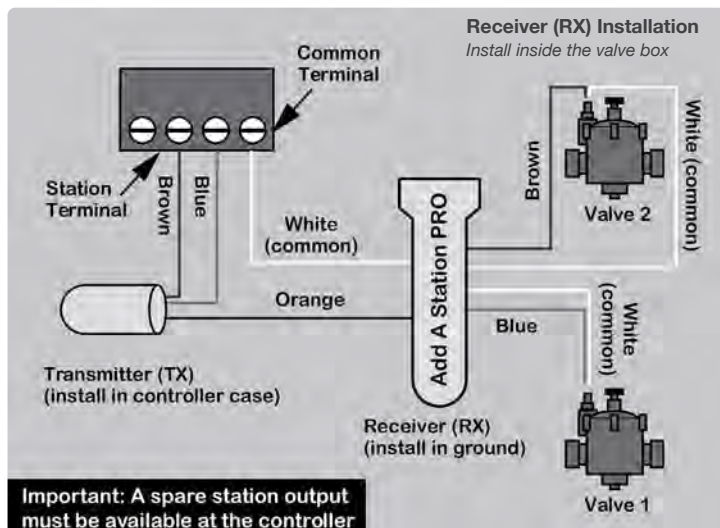 Receiver (RX) Installation
Install inside the valve box
Common
Terminal
Station
Terminal
Brown
Blue
White
(common)
Orange
Transmitter (TX)
(install in controller case)
Add A Station PRO
Receiver (RX)
(install in ground)
Brown
Valve 2
White (common)
Blue
White
(common)
Valve 1
Important: A spare station output
must be available at the controller